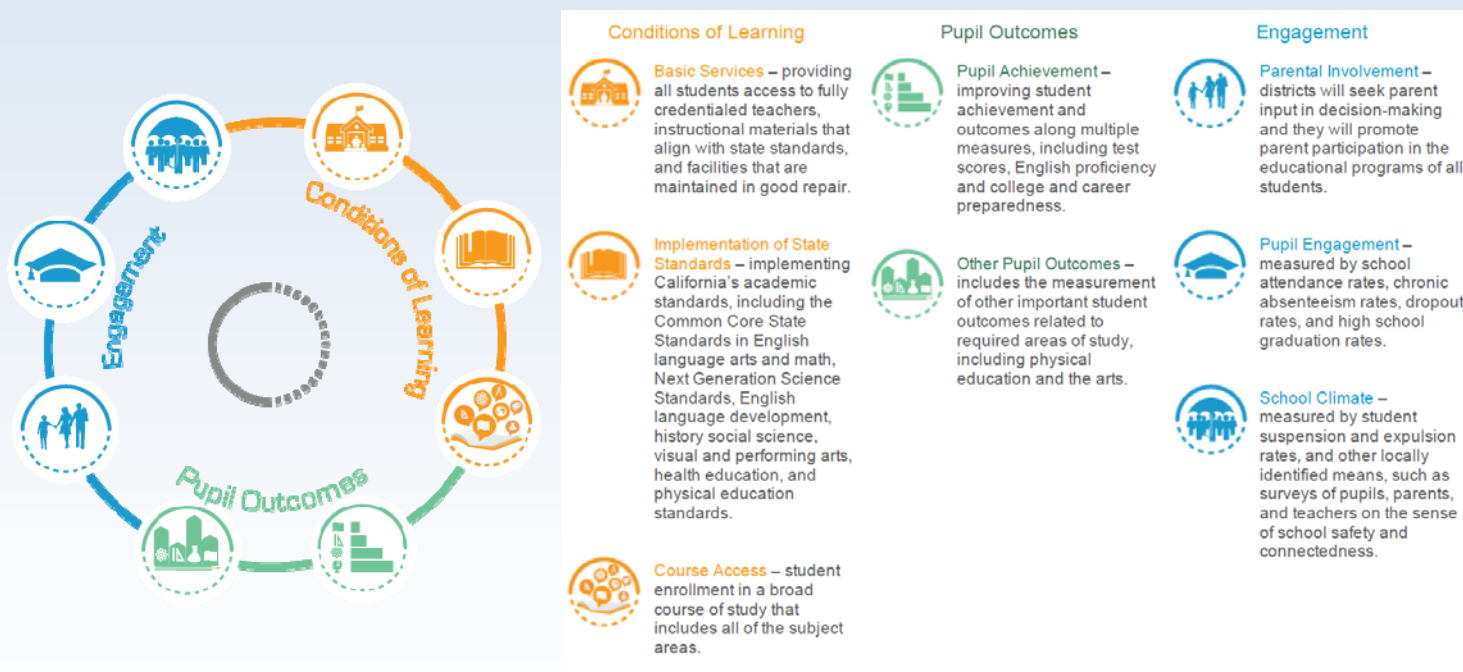 Engagement
Conditions of Learning
Pupil Outcomes
Conditions of Learning
Basic Services – providing
all students access to fully
credentialed teachers,
instructional materials that
align with state standards,
and facilities that are
maintained in good repair.
Implementation of State
Standards – implementing
California's academic
standards, including the
Common Core State
Standards in English
language arts and math,
Next Generation Science
Standards, English
language development,
history social science,
visual and performing arts,
health education, and
physical education
standards.
Course Access – student
enrollment in a broad
course of study that
includes all of the subject
areas.
Pupil Outcomes
Pupil Achievement –
improving student
achievement and
outcomes along multiple
measures, including test
scores, English proficiency
and college and career
preparedness.
Other Pupil Outcomes –
includes the measurement
of other important student
outcomes related to
required areas of study,
including physical
education and the arts.
Engagement
Parental Involvement –
districts will seek parent
input in decision-making
and they will promote
parent participation in the
educational programs of all
students.
Pupil Engagement –
measured by school
attendance rates, chronic
absenteeism rates, dropout
rates, and high school
graduation rates.
School Climate –
measured by student
suspension and expulsion
rates, and other locally
identified means, such as
surveys of pupils, parents,
and teachers on the sense
of school safety and
connectedness.